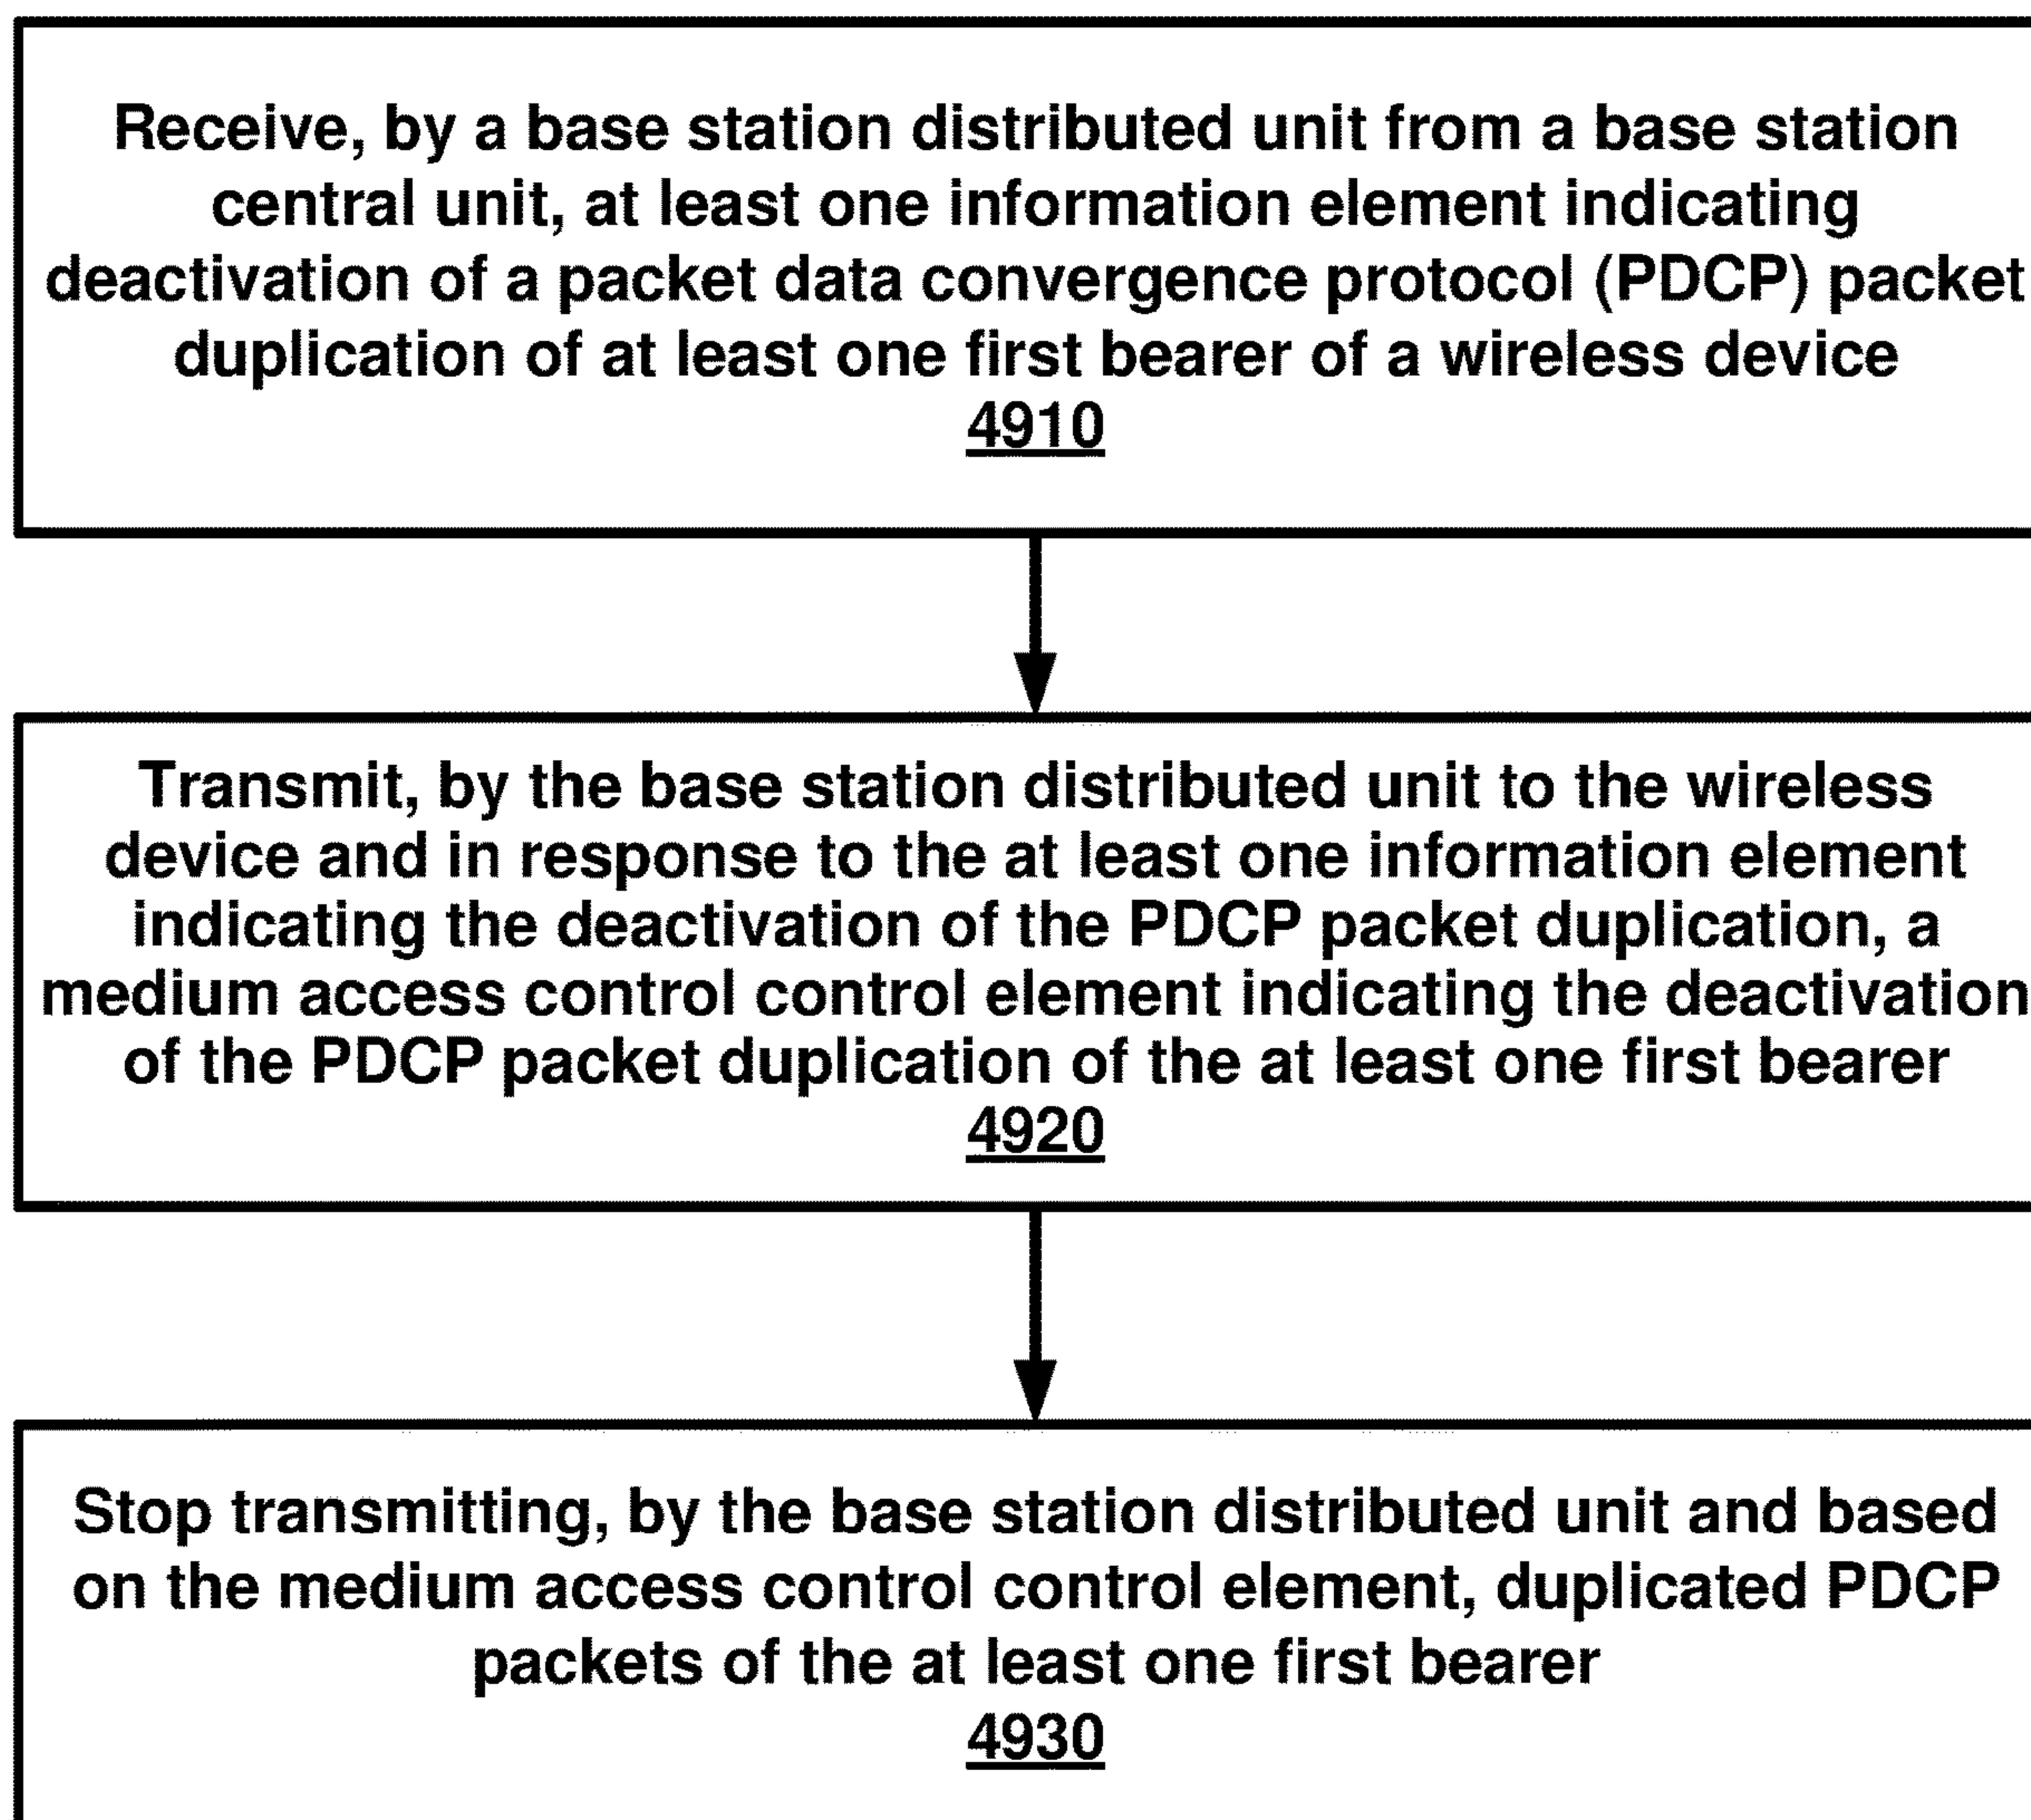 Receive, by a base station distributed unit from a base station
central unit, at least one information element indicating
deactivation of a packet data convergence protocol (PDCP) packet
duplication of at least one first bearer of a wireless device
4910
Transmit, by the base station distributed unit to the wireless
device and in response to the at least one information element
indicating the deactivation of the PDCP packet duplication, a
medium access control control element indicating the deactivation
of the PDCP packet duplication of the at least one first bearer
4920
Stop transmitting, by the base station distributed unit and based
on the medium access control control element, duplicated PDCP
packets of the at least one first bearer
4930